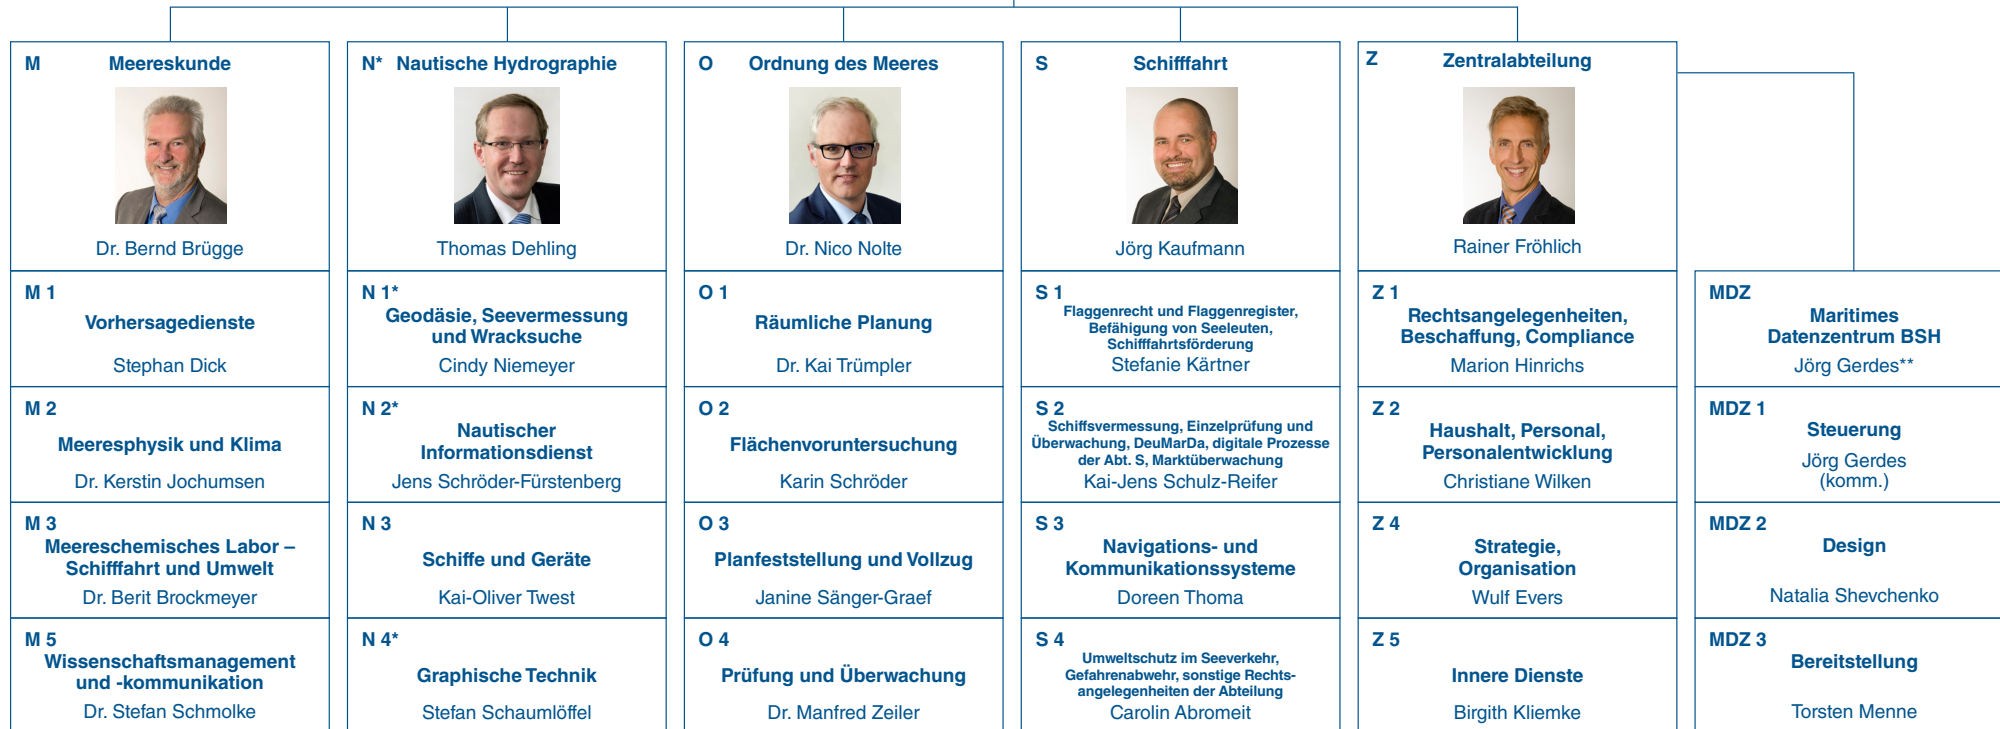 M Meereskunde
Dr. Bernd Brügge
M 1
Vorhersagedienste
Stephan Dick
M 2
Meeresphysik und Klima
Dr. Kerstin Jochumsen
M 3
Meereschemisches Labor –
Schifffahrt und Umwelt
Dr. Berit Brockmeyer
M 5
Wissenschaftsmanagement
und -kommunikation
Dr. Stefan Schmolke
N* Nautische Hydrographie
Thomas Dehling
N 1*
Geodäsie, Seevermessung
und Wracksuche
Cindy Niemeyer
N 2*
Nautischer
Informationsdienst
Jens Schröder-Fürstenberg
N 3
Schiffe und Geräte
Kai-Oliver Twest
N 4*
Graphische Technik
Stefan Schaumlöffel
O Ordnung des Meeres
Dr. Nico Nolte
O 1
Räumliche Planung
Dr. Kai Trümpler
O 2
Flächenvoruntersuchung
Karin Schröder
O 3
Planfeststellung und Vollzug
Janine Sänger-Graef
O 4
Prüfung und Überwachung
Dr. Manfred Zeiler
S Schifffahrt
Jörg Kaufmann
S 1
Flaggenrecht und Flaggenregister,
Befähigung von Seeleuten,
Schifffahrtsförderung
Stefanie Kärtner
S 2
Schiffsvermessung, Einzelprüfung und
Überwachung, DeuMarDa, digitale Prozesse
der Abt. S, Marktüberwachung
Kai-Jens Schulz-Reifer
S 3
Navigations- und
Kommunikationssysteme
Doreen Thoma
S 4
Umweltschutz im Seeverkehr,
Gefahrenabwehr, sonstige Rechts-
angelegenheiten der Abteilung
Carolin Abromeit
Z Zentralabteilung
Rainer Fröhlich
Z 1
Rechtsangelegenheiten,
Beschaffung, Compliance
Marion Hinrichs
Z 2
Haushalt, Personal,
Personalentwicklung
Christiane Wilken
Z 4
Strategie,
Organisation
Wulf Evers
Z 5
Innere Dienste
Birgith Kliemke
MDZ
Maritimes
Datenzentrum BSH
Jörg Gerdes**
MDZ 1
Steuerung
Jörg Gerdes
(komm.)
MDZ 2
Design
Natalia Shevchenko
MDZ 3
Bereitstellung
Torsten Menne